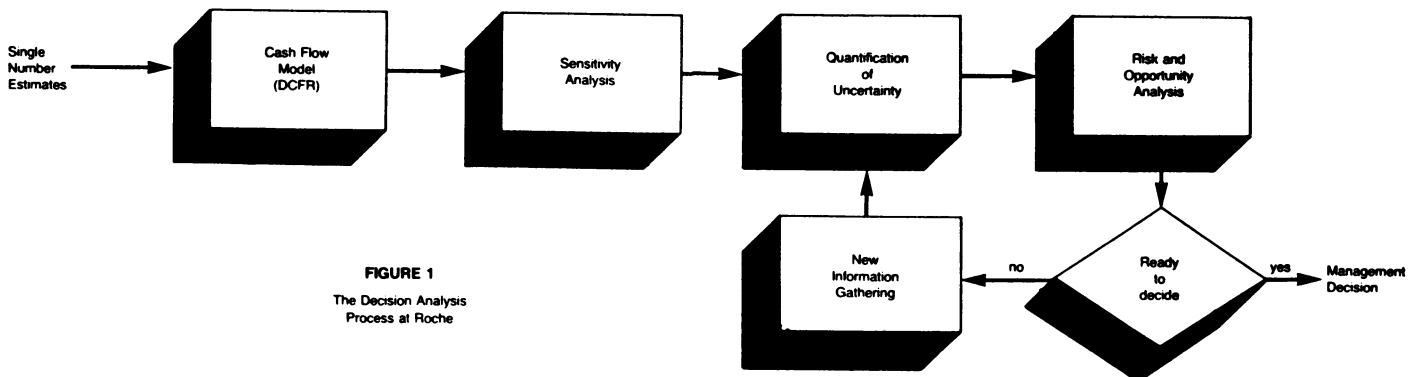 Single
Number
Estimates
Cash Flow
Model
(DCFR)
Sensitivity
Analysis
Quantification
of
Uncertainty
Risk and
Opportunity
Analysis
New
Information
Gathering
no
Ready
to
decide
yes
Management
Decision
FIGURE 1
The Decision Analysis
Process at Roche